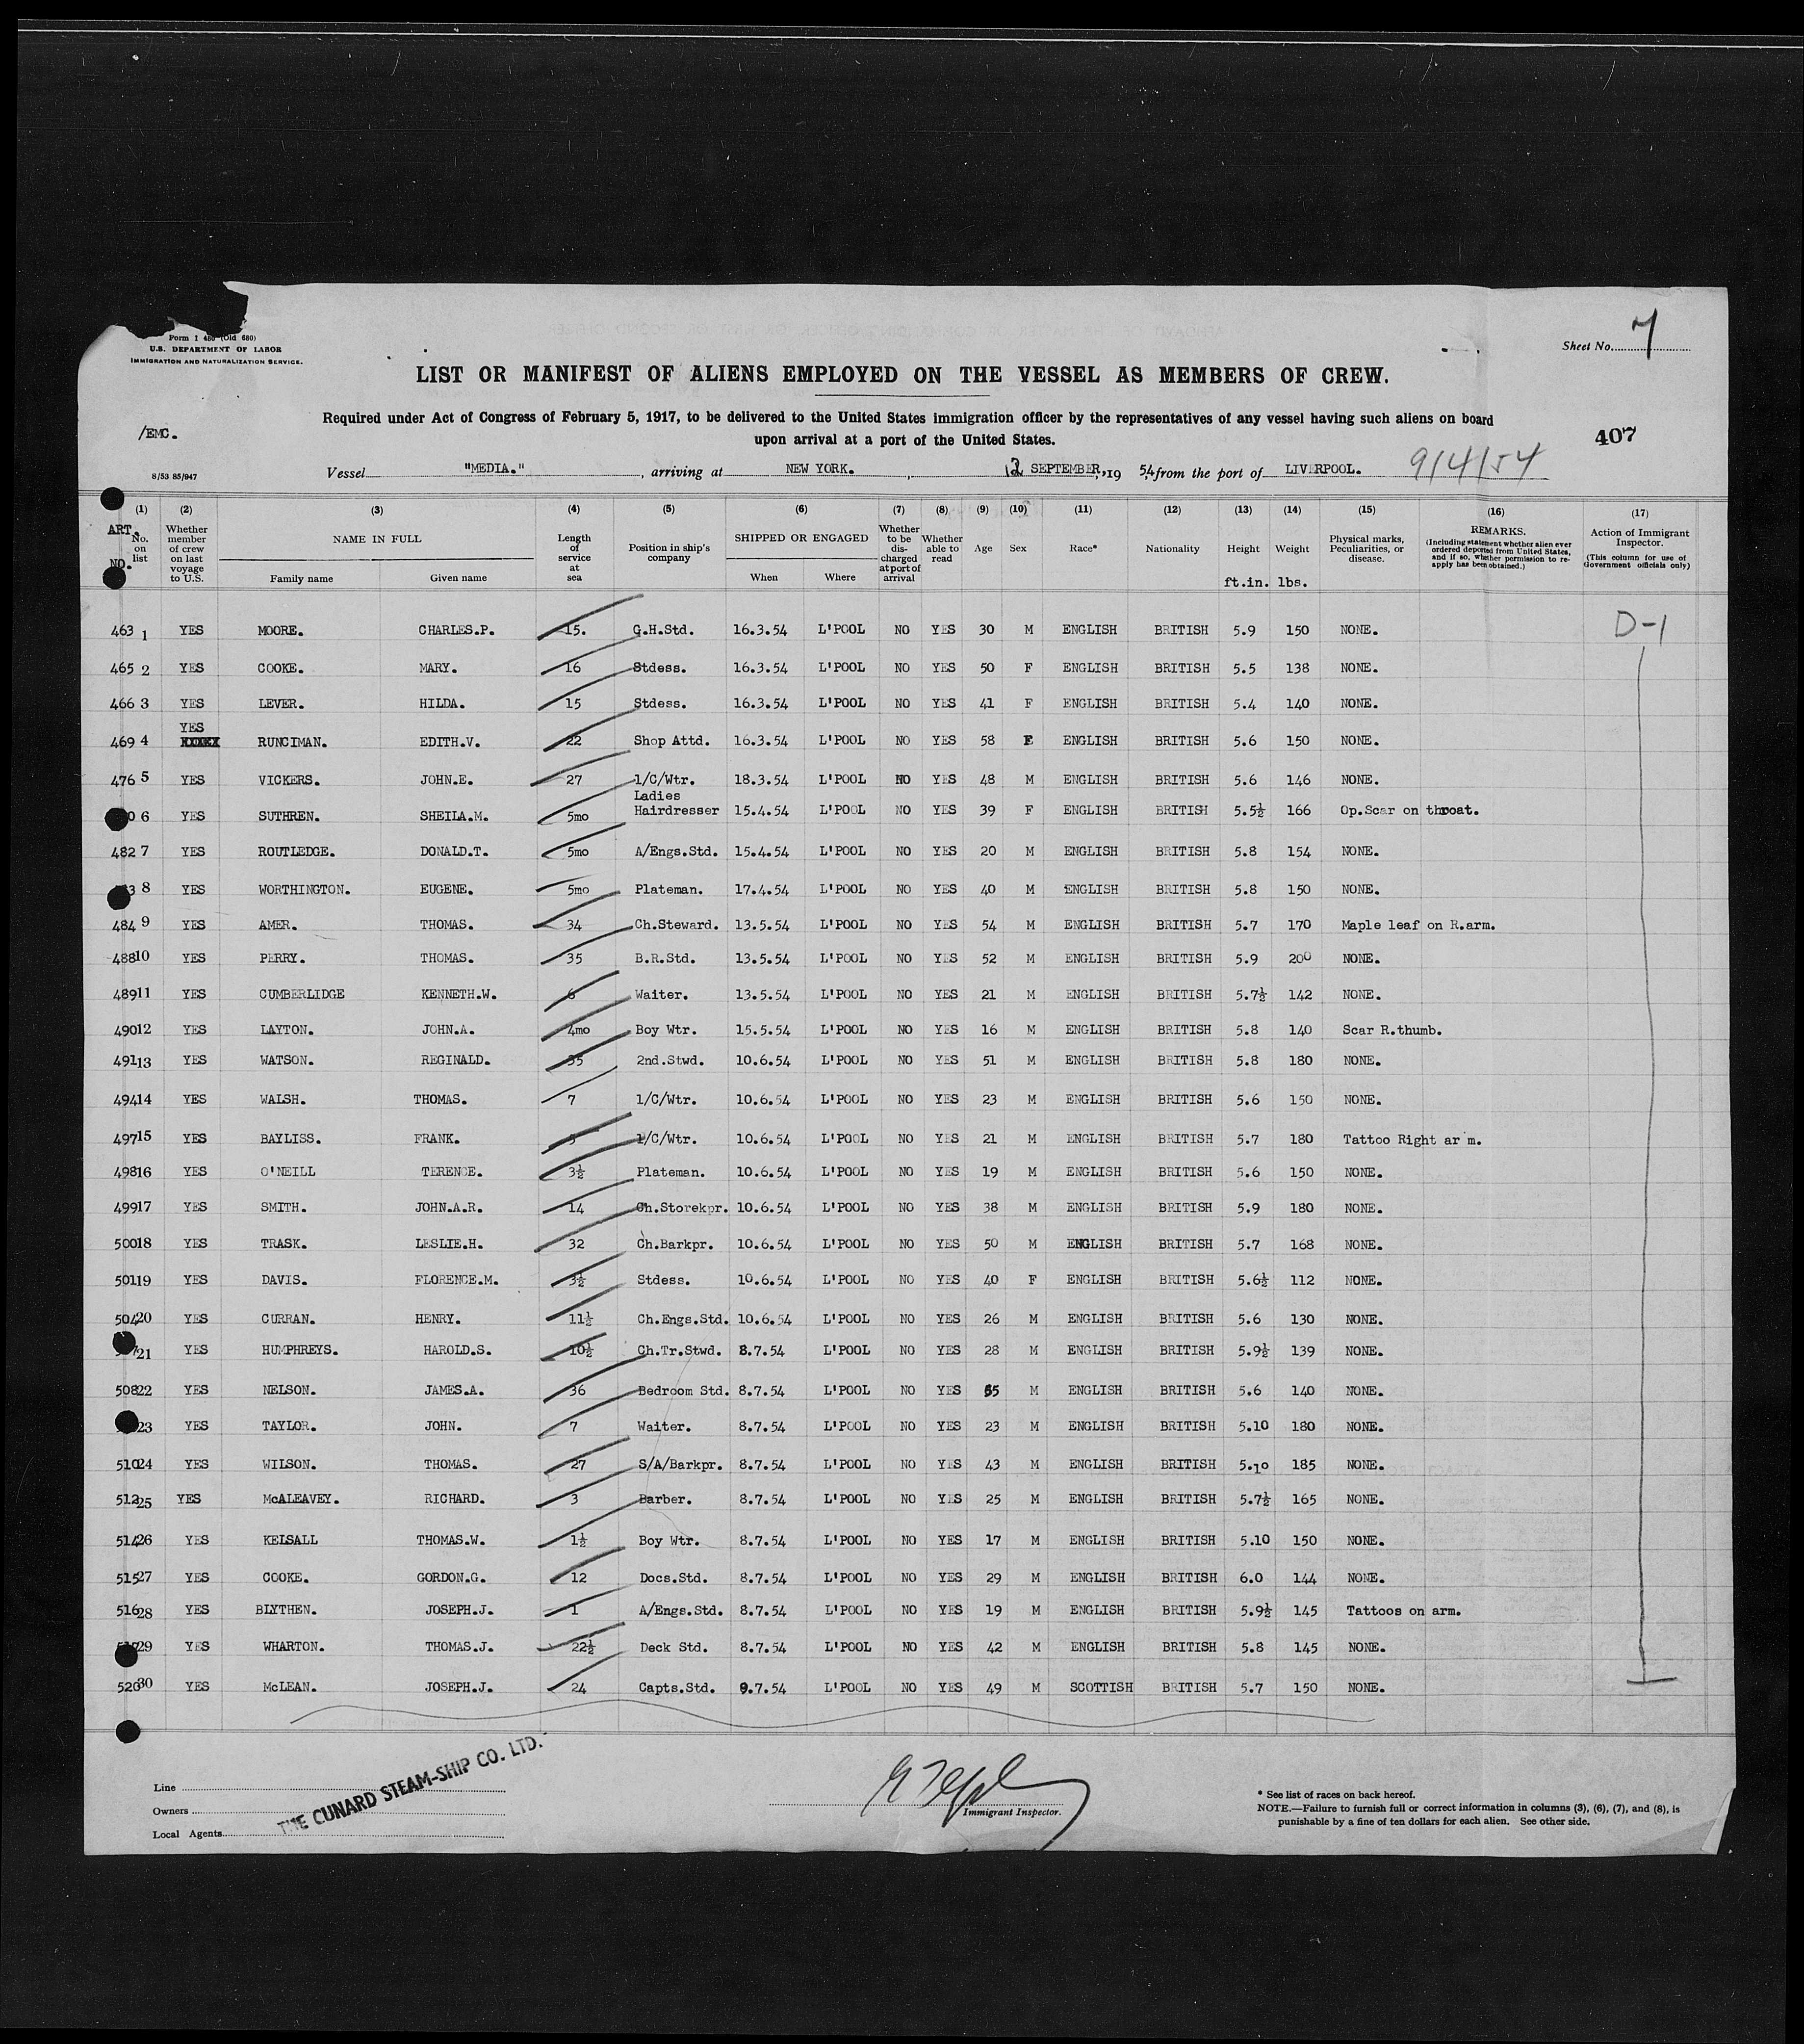 Form I 480 (Old 680)
U.S. DEPARTMENT OF LABOR
IMMIGRATION AND NATURALIZATION SERVICE.
Sheet No. 7
LIST OR MANIFEST OF ALIENS EMPLOYED ON THE VESSEL AS MEMBERS OF CREW.
Required under Act of Congress of February 5, 1917, to be delivered to the United States immigration officer by the representatives of any vessel having such aliens on board
upon arrival at a port of the United States.
/EMC.
407
8/53 85/947
Vessel "MEDIA." , arriving at NEW YORK. , SEPTEMBER, 19 54, from the port of LIVERPOOL. 9/4/54
(1) (2) (3) (4) (5) (6) (7) (8) (9) (10) (11) (12) (13) (14) (15) (16) (17)
ART. NO. No. on list Whether member of crew on last voyage to U.S. NAME IN FULL Family name Given name Length of service at sea Position in ship's company SHIPPED OR ENGAGED When Where Whether to be discharged at port of arrival Whether able to read Age Sex Race* Nationality Height ft.in. Weight lbs. Physical marks, Peculiarities, or disease. REMARKS. (Including statement whether alien ever ordered deported from United States, and if so, whether permission to re-apply has been obtained.) Action of Immigrant Inspector. (This column for use of Government officials only)
463 1 YES MOORE. CHARLES.P. 15. G.H.Std. 16.3.54 L'POOL NO YES 30 M ENGLISH BRITISH 5.9 150 NONE. D-1
465 2 YES COOKE. MARY. 16 Stdess. 16.3.54 L'POOL NO YES 50 F ENGLISH BRITISH 5.5 138 NONE.
466 3 YES LEVER. HILDA. 15 Stdess. 16.3.54 L'POOL NO YES 41 F ENGLISH BRITISH 5.4 140 NONE.
469 4 YES RUNCIMAN. EDITH.V. 22 Shop Attd. 16.3.54 L'POOL NO YES 58 F ENGLISH BRITISH 5.6 150 NONE.
476 5 YES VICKERS. JOHN.E. 27 1/C/Wtr. 18.3.54 L'POOL NO YES 48 M ENGLISH BRITISH 5.6 146 NONE.
0 6 YES SUTHREN. SHEILA.M. 5mo Ladies Hairdresser 15.4.54 L'POOL NO YES 39 F ENGLISH BRITISH 5.5½ 166 Op.Scar on throat.
482 7 YES ROUTLEDGE. DONALD.T. 5mo A/Engs.Std. 15.4.54 L'POOL NO YES 20 M ENGLISH BRITISH 5.8 154 NONE.
3 8 YES WORTHINGTON. EUGENE. 5mo Plateman. 17.4.54 L'POOL NO YES 40 M ENGLISH BRITISH 5.8 150 NONE.
484 9 YES AMER. THOMAS. 34 Ch.Steward. 13.5.54 L'POOL NO YES 54 M ENGLISH BRITISH 5.7 170 Maple leaf on R.arm.
488 10 YES PERRY. THOMAS. 35 B.R.Std. 13.5.54 L'POOL NO YES 52 M ENGLISH BRITISH 5.9 200 NONE.
489 11 YES CUMBERLIDGE KENNETH.W. 6 Waiter. 13.5.54 L'POOL NO YES 21 M ENGLISH BRITISH 5.7½ 142 NONE.
490 12 YES LAYTON. JOHN.A. 4mo Boy Wtr. 15.5.54 L'POOL NO YES 16 M ENGLISH BRITISH 5.8 140 Scar R.thumb.
491 13 YES WATSON. REGINALD. 35 2nd.Stwd. 10.6.54 L'POOL NO YES 51 M ENGLISH BRITISH 5.8 180 NONE.
494 14 YES WALSH. THOMAS. 7 1/C/Wtr. 10.6.54 L'POOL NO YES 23 M ENGLISH BRITISH 5.6 150 NONE.
497 15 YES BAYLISS. FRANK. 5 1/C/Wtr. 10.6.54 L'POOL NO YES 21 M ENGLISH BRITISH 5.7 180 Tattoo Right ar m.
498 16 YES O'NEILL TERENCE. 3½ Plateman. 10.6.54 L'POOL NO YES 19 M ENGLISH BRITISH 5.6 150 NONE.
499 17 YES SMITH. JOHN.A.R. 14 Ch.Storekpr. 10.6.54 L'POOL NO YES 38 M ENGLISH BRITISH 5.9 180 NONE.
500 18 YES TRASK. LESLIE.H. 32 Ch.Barkpr. 10.6.54 L'POOL NO YES 50 M ENGLISH BRITISH 5.7 168 NONE.
501 19 YES DAVIS. FLORENCE.M. 3½ Stdess. 10.6.54 L'POOL NO YES 40 F ENGLISH BRITISH 5.6½ 112 NONE.
504 20 YES CURRAN. HENRY. 11½ Ch.Engs.Std. 10.6.54 L'POOL NO YES 26 M ENGLISH BRITISH 5.6 130 NONE.
21 YES HUMPHREYS. HAROLD.S. 10½ Ch.Tr.Stwd. 8.7.54 L'POOL NO YES 28 M ENGLISH BRITISH 5.9½ 139 NONE.
508 22 YES NELSON. JAMES.A. 36 Bedroom Std. 8.7.54 L'POOL NO YES 55 M ENGLISH BRITISH 5.6 140 NONE.
23 YES TAYLOR. JOHN. 7 Waiter. 8.7.54 L'POOL NO YES 23 M ENGLISH BRITISH 5.10 180 NONE.
510 24 YES WILSON. THOMAS. 27 S/A/Barkpr. 8.7.54 L'POOL NO YES 43 M ENGLISH BRITISH 5.10 185 NONE.
512 25 YES McALEAVEY. RICHARD. 3 Barber. 8.7.54 L'POOL NO YES 25 M ENGLISH BRITISH 5.7½ 165 NONE.
514 26 YES KELSALL THOMAS.W. 1½ Boy Wtr. 8.7.54 L'POOL NO YES 17 M ENGLISH BRITISH 5.10 150 NONE.
515 27 YES COOKE. GORDON.G. 12 Docs.Std. 8.7.54 L'POOL NO YES 29 M ENGLISH BRITISH 6.0 144 NONE.
516 28 YES BLYTHEN. JOSEPH.J. 1 A/Engs.Std. 8.7.54 L'POOL NO YES 19 M ENGLISH BRITISH 5.9½ 145 Tattoos on arm.
29 YES WHARTON. THOMAS.J. 22½ Deck Std. 8.7.54 L'POOL NO YES 42 M ENGLISH BRITISH 5.8 145 NONE.
520 30 YES McLEAN. JOSEPH.J. 24 Capts.Std. 9.7.54 L'POOL NO YES 49 M SCOTTISH BRITISH 5.7 150 NONE.
Line
Owners
Local Agents
THE CUNARD STEAM-SHIP CO. LTD.
Immigrant Inspector.
* See list of races on back hereof.
NOTE.—Failure to furnish full or correct information in columns (3), (6), (7), and (8), is
punishable by a fine of ten dollars for each alien. See other side.